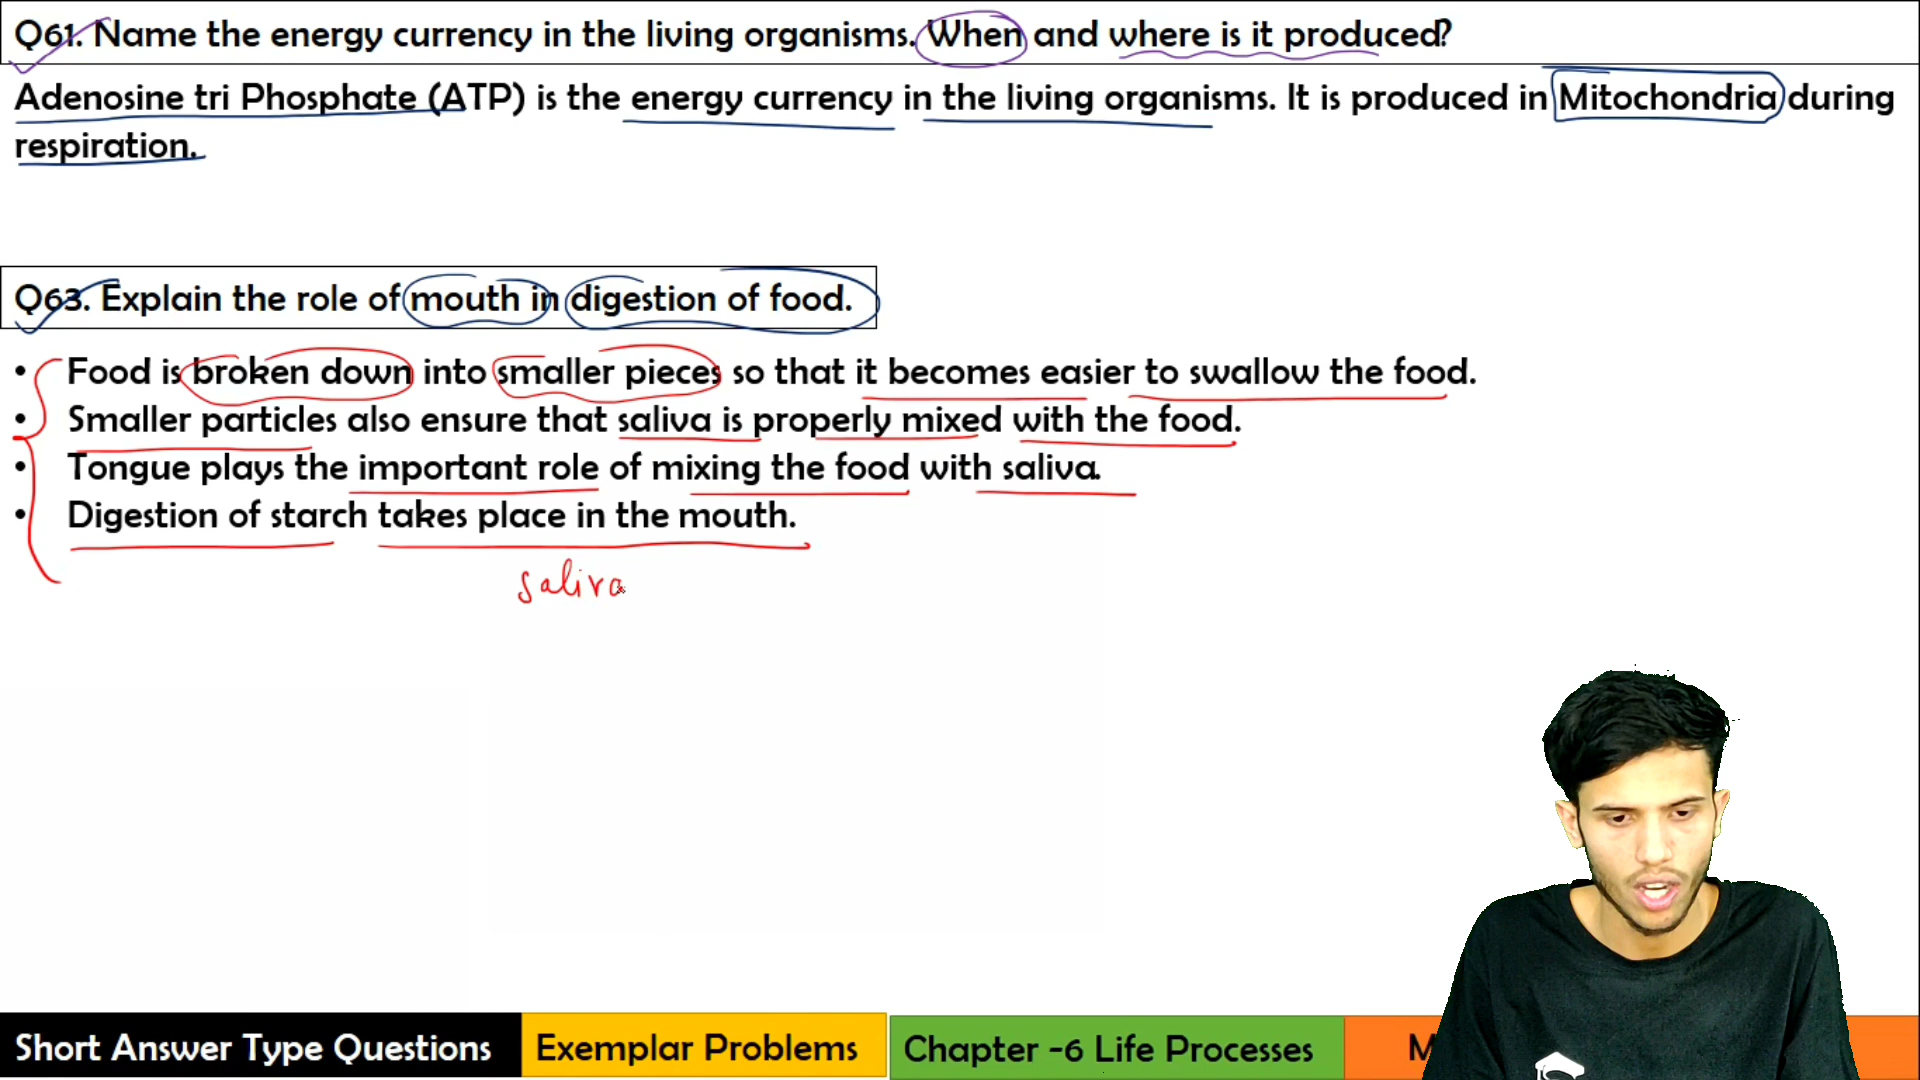 Q61. Name the energy currency in the living organisms. When and where is it produced?
Adenosine tri Phosphate (ATP) is the energy currency in the living organisms. It is produced in Mitochondria during
respiration.
Q63. Explain the role of mouth in digestion of food.
• Food is broken down into smaller pieces so that it becomes easier to swallow the food.
• Smaller particles also ensure that saliva is properly mixed with the food.
• Tongue plays the important role of mixing the food with saliva.
• Digestion of starch takes place in the mouth.
saliva
Short Answer Type Questions Exemplar Problems Chapter -6 Life Processes